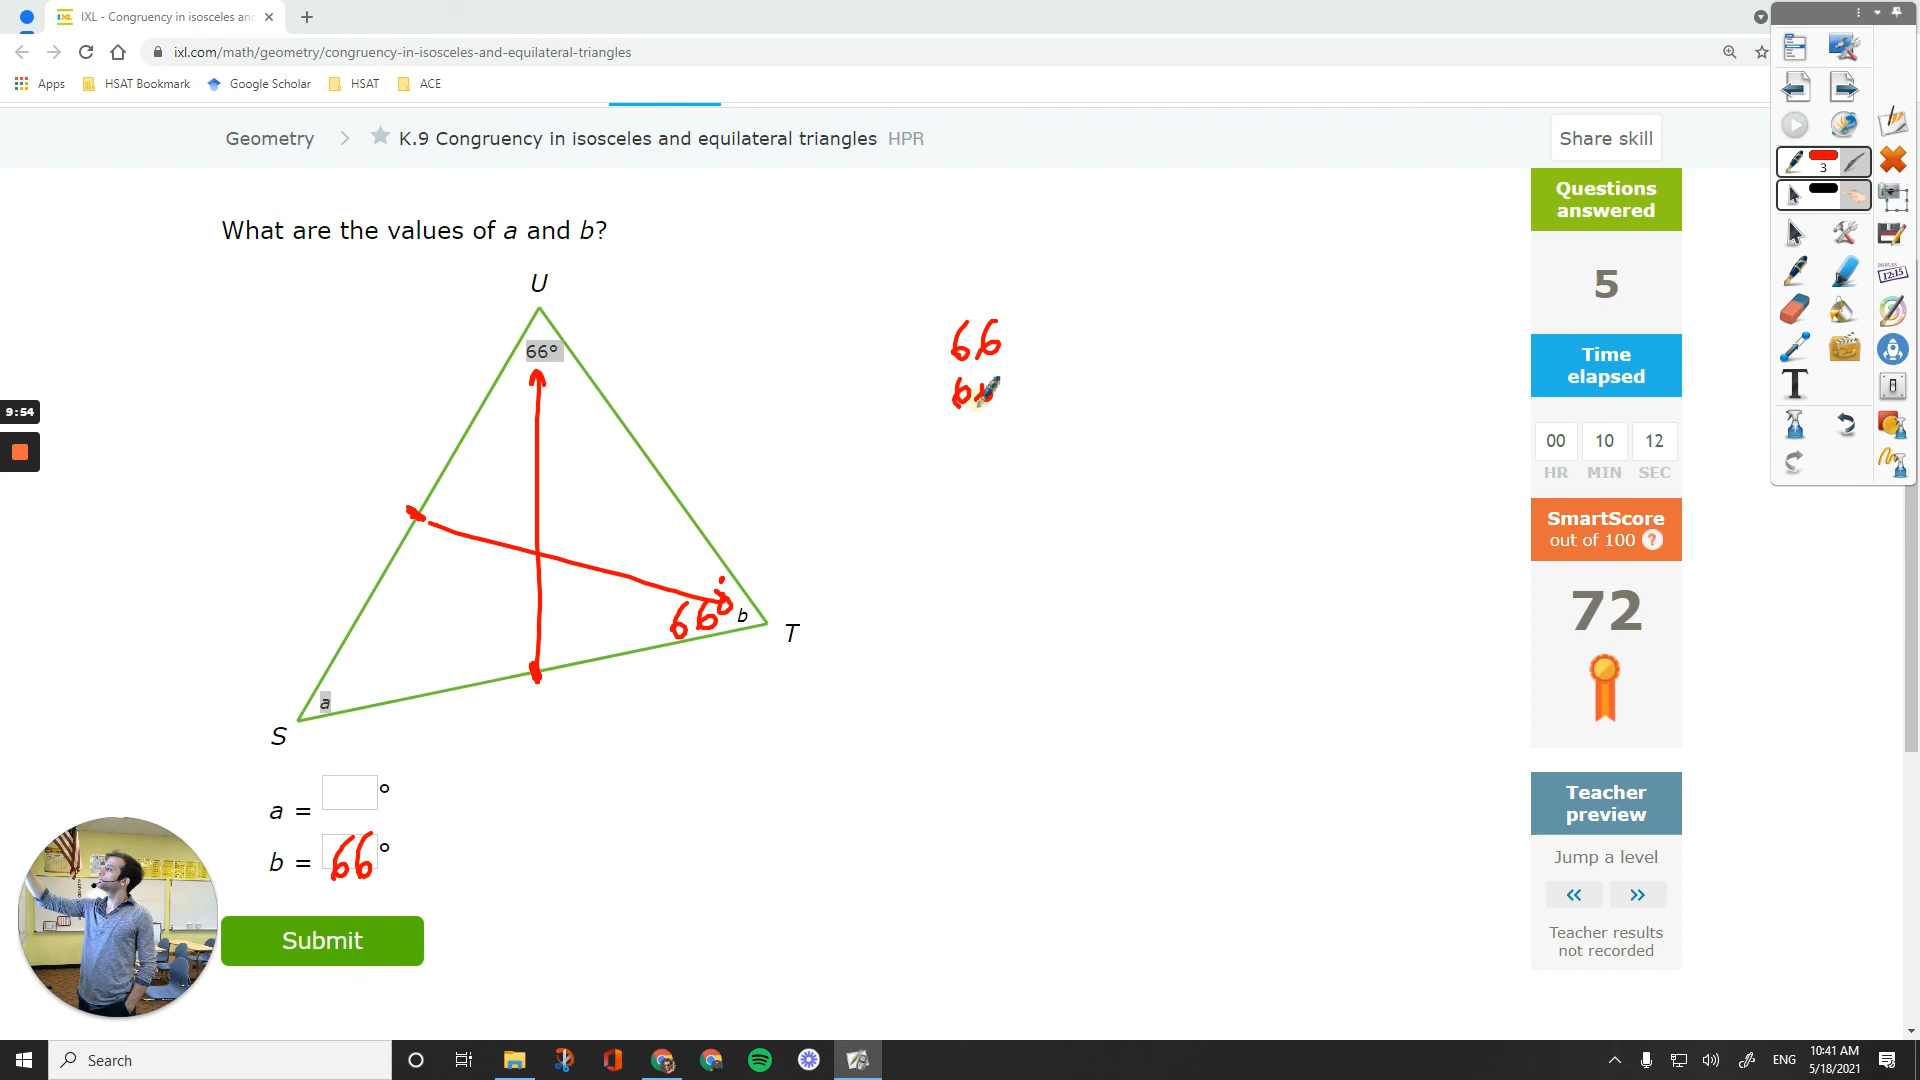 IXL - Congruency in isosceles anc
ixl.com/math/geometry/congruency-in-isosceles-and-equilateral-triangles
Apps HSAT Bookmark Google Scholar HSAT ACE
Geometry K.9 Congruency in isosceles and equilateral triangles HPR
Share skill
What are the values of a and b?
U
66°
66°
b
T
a
S
a = °
b = 66 °
Submit
66
Questions answered
5
Time elapsed
00 10 12
HR MIN SEC
SmartScore
out of 100 ?
72
Teacher preview
Jump a level
Teacher results
not recorded
9:54
3
12:15
T
Search
ENG
10:41 AM
5/18/2021